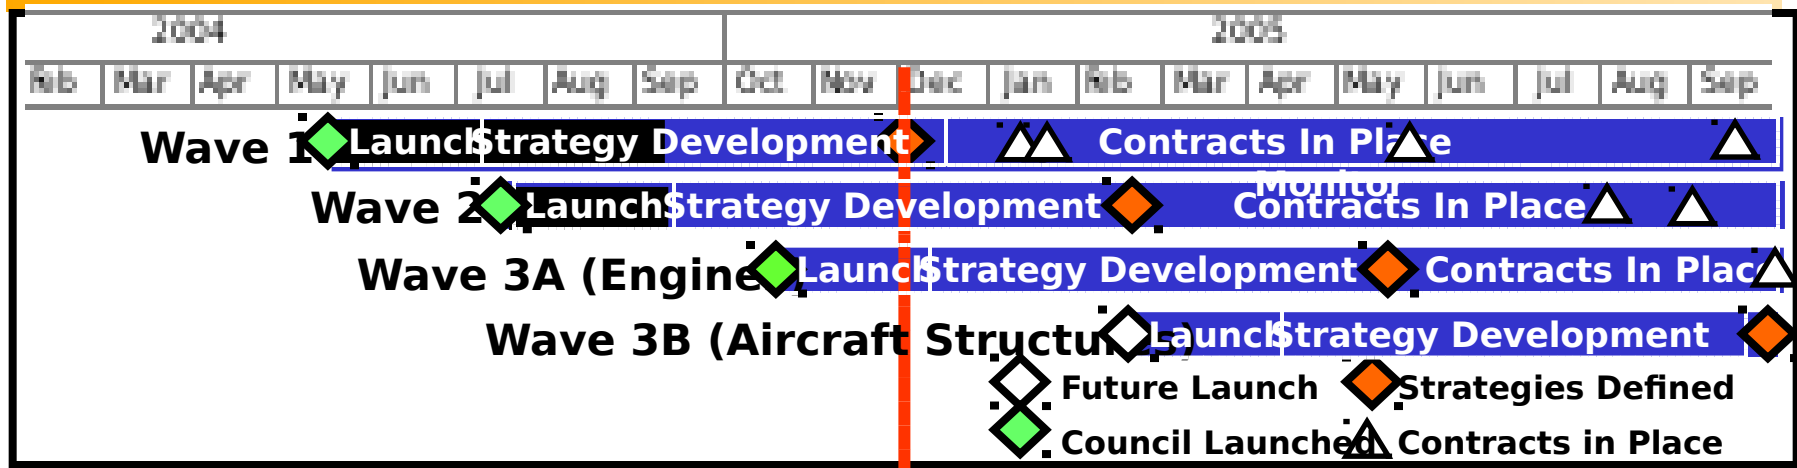 2004 2005
Feb Mar Apr May Jun Jul Aug Sep Oct Nov Dec Jan Feb Mar Apr May Jun Jul Aug Sep
Wave 1 Launch Strategy Development Contracts In Place
Monitor
Wave 2 Launch Strategy Development Contracts In Place
Wave 3A (Engine Launch Strategy Development Contracts In Plac
Wave 3B (Aircraft Structures) Launch Strategy Development
Future Launch Strategies Defined
Council Launched Contracts in Place